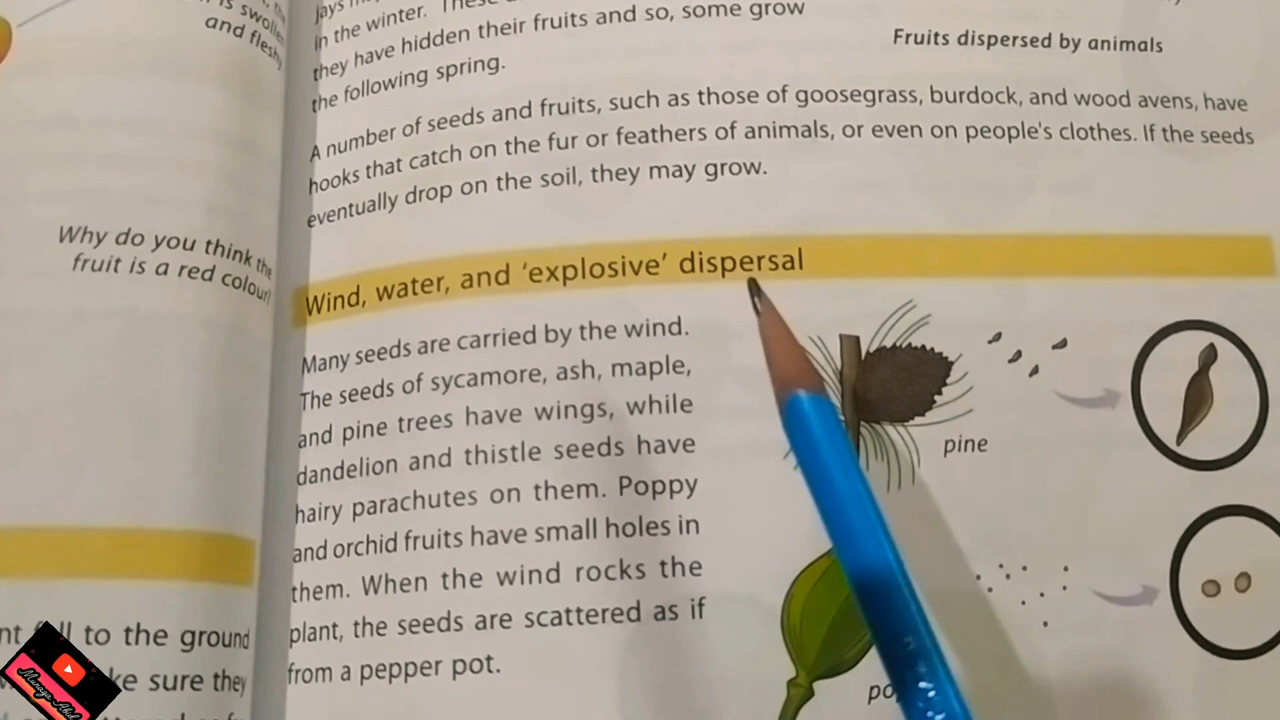 is swollen
and fleshy
Why do you think the
fruit is a red colour?
to the ground
sure they
jays
in the winter. These
they have hidden their fruits and so, some grow
the following spring.
Fruits dispersed by animals
A number of seeds and fruits, such as those of goosegrass, burdock, and wood avens, have
hooks that catch on the fur or feathers of animals, or even on people's clothes. If the seeds
eventually drop on the soil, they may grow.
Wind, water, and 'explosive' dispersal
Many seeds are carried by the wind.
The seeds of sycamore, ash, maple,
and pine trees have wings, while
dandelion and thistle seeds have
hairy parachutes on them. Poppy
and orchid fruits have small holes in
them. When the wind rocks the
plant, the seeds are scattered as if
from a pepper pot.
pine